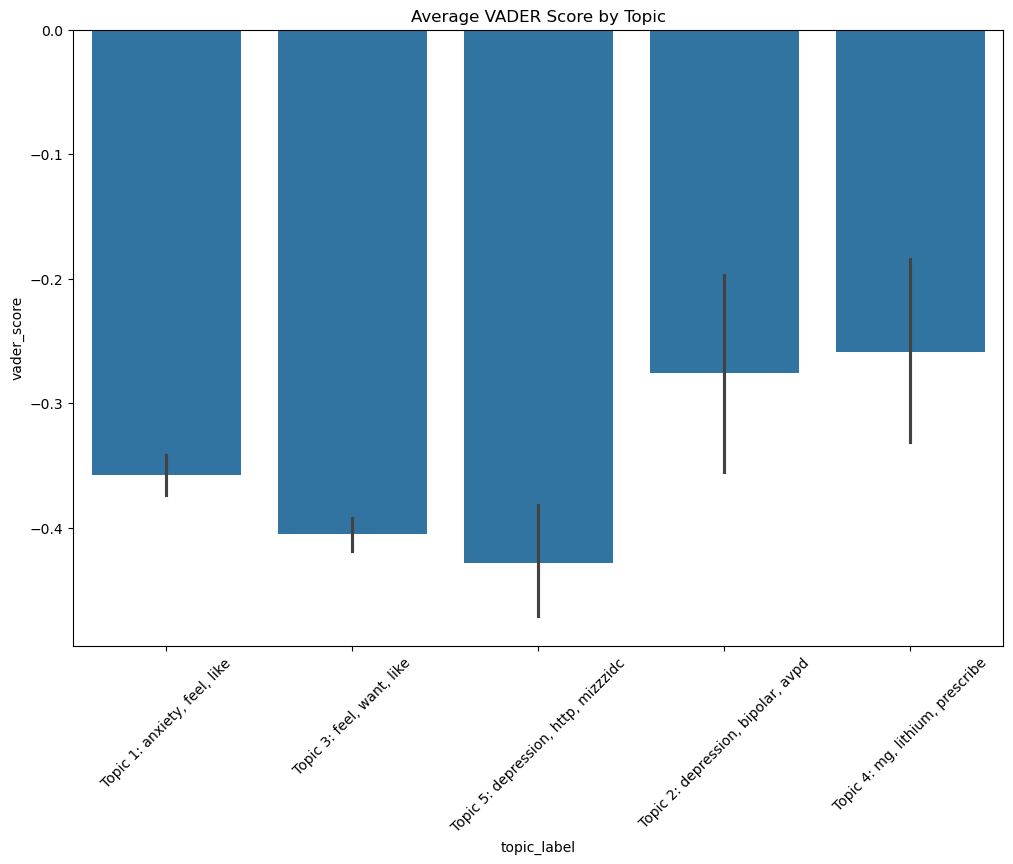 Average VADER Score by Topic
0.0
−0.1
−0.2
−0.3
−0.4
vader_score
Topic 1: anxiety, feel, like
Topic 3: feel, want, like
Topic 5: depression, http, mizzzidc
Topic 2: depression, bipolar, avpd
Topic 4: mg, lithium, prescribe
topic_label